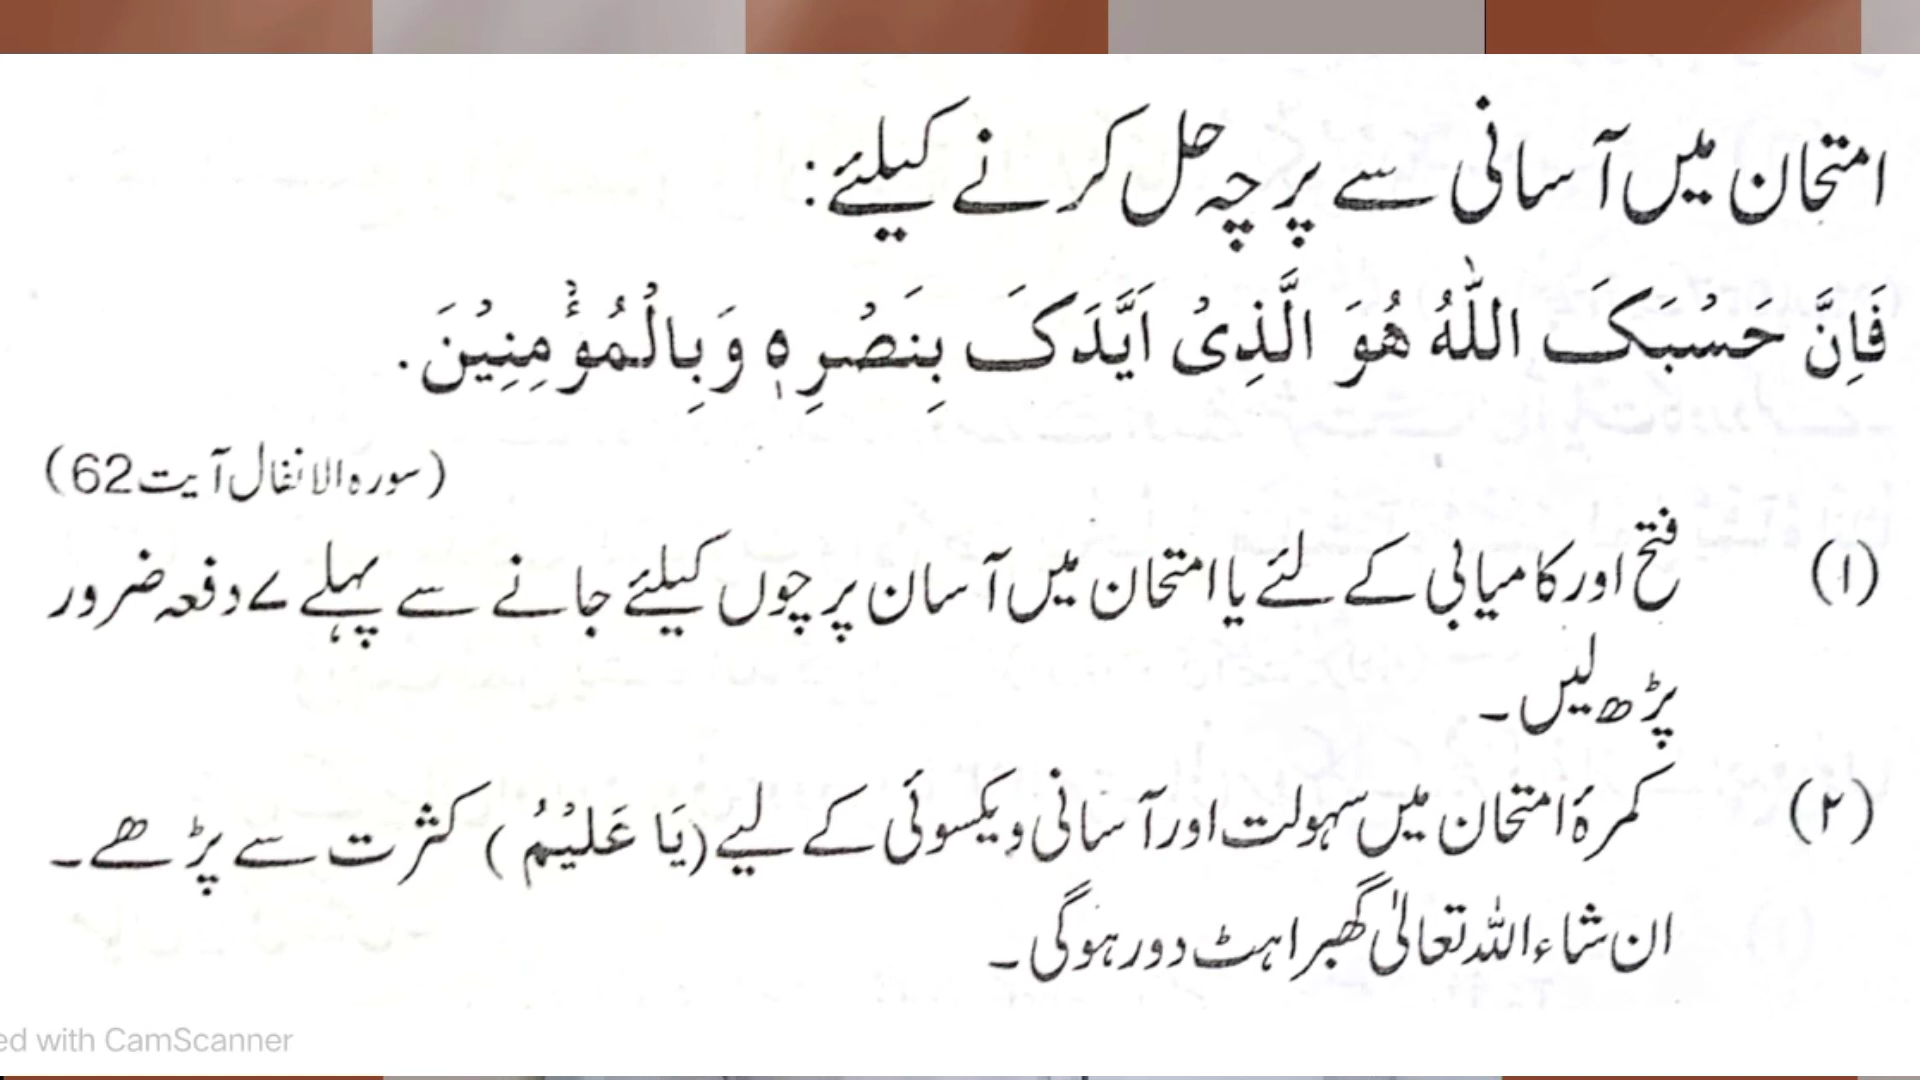 امتحان میں آسانی سے پرچہ حل کرنے کیلئے:
فَاِنَّ حَسْبَکَ اللّٰہُ ھُوَ الَّذِیْ اَیَّدَکَ بِنَصْرِہٖ وَبِالْمُؤْمِنِیْنَ.
(سورہ الانفال آیت 62)
(۱) فتح اور کامیابی کے لئے یا امتحان میں آسان پرچوں کیلئے جانے سے پہلے ۷ دفعہ ضرور
پڑھ لیں۔
(۲) کمرۂ امتحان میں سہولت اور آسانی ویکسوئی کے لیے (یَا عَلِیْمُ) کثرت سے پڑھے۔
ان شاء اللہ تعالیٰ گھبراہٹ دور ہوگی۔
ed with CamScanner